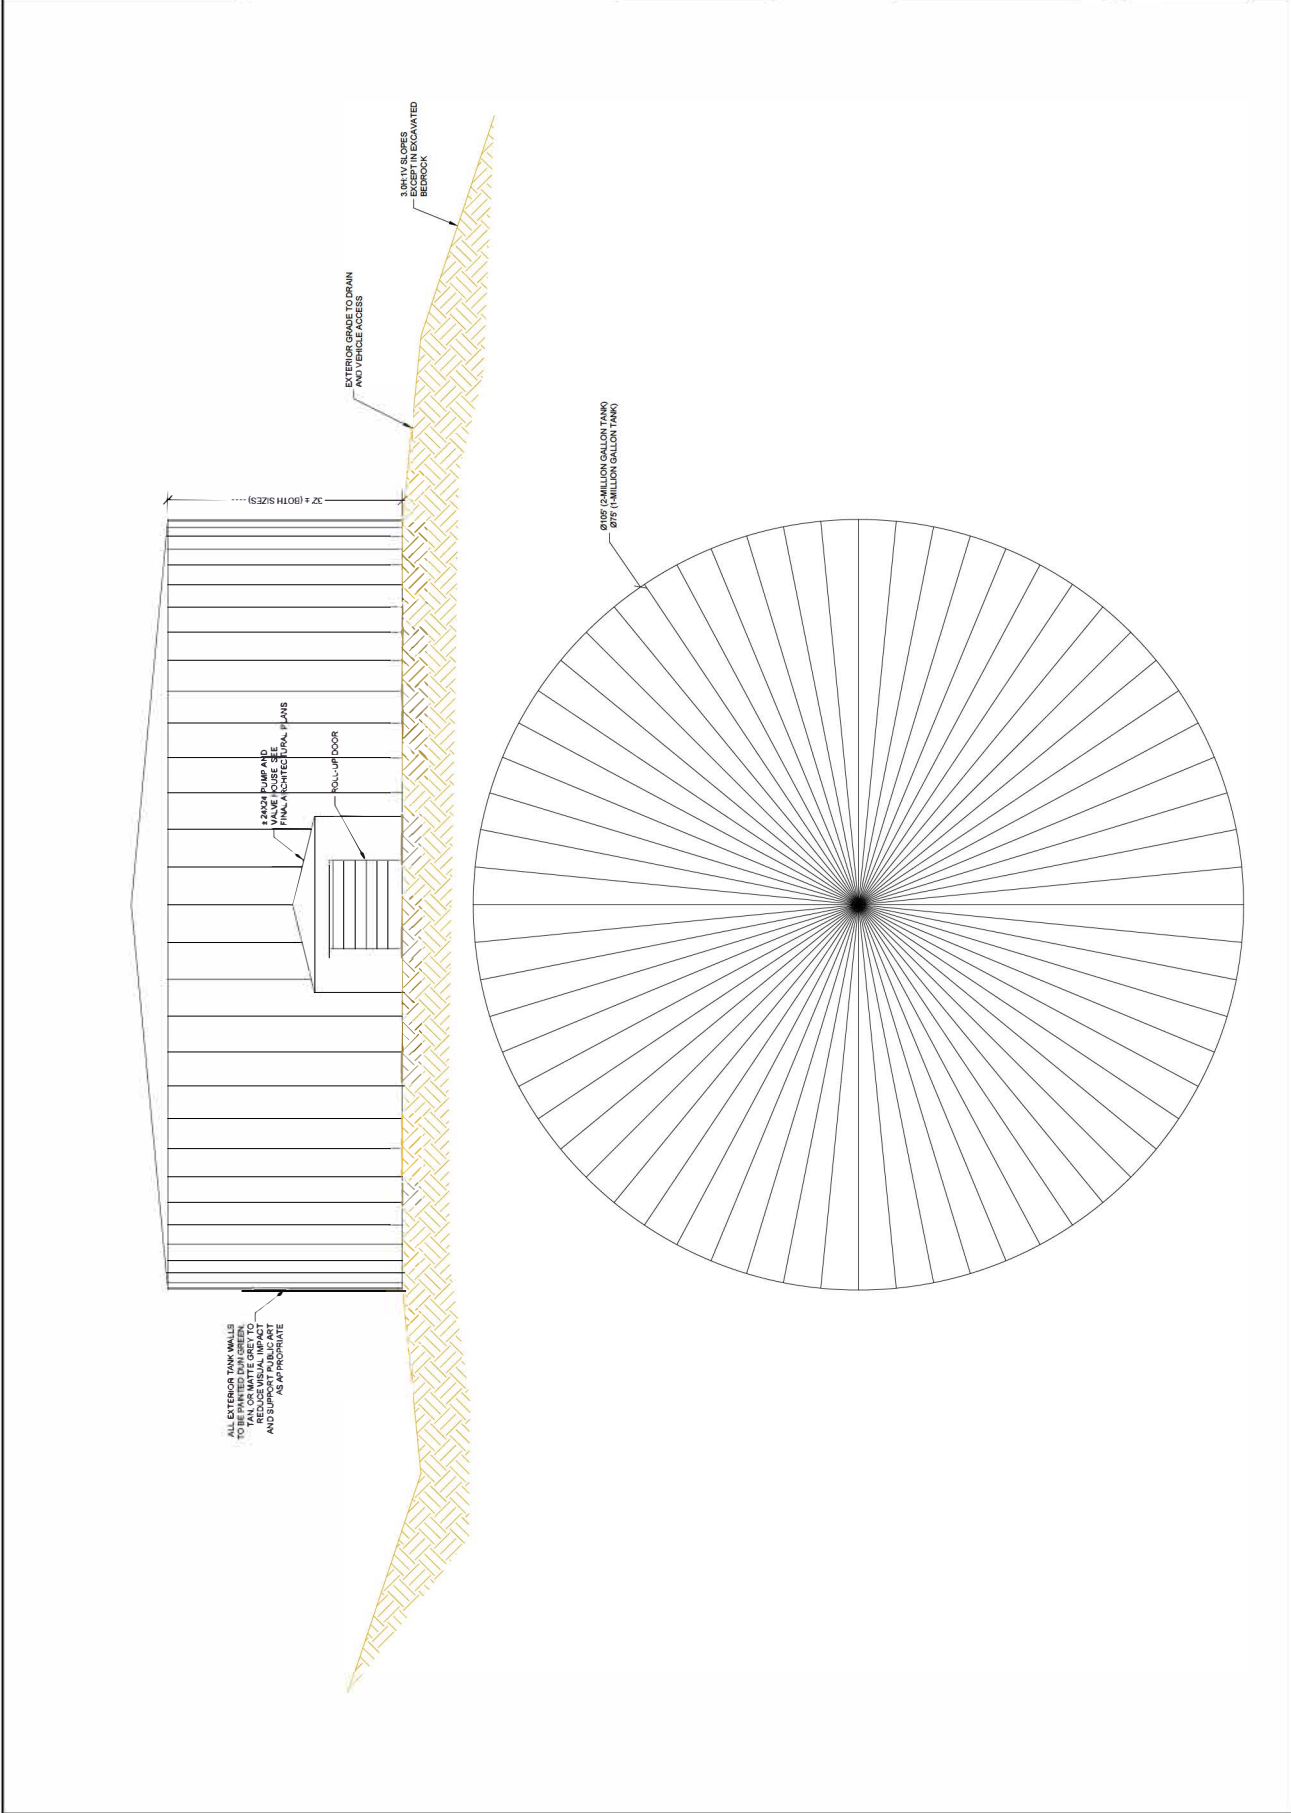 ALL EXTERIOR TANK WALLS
TO BE PAINTED DUN GREEN,
TAN, OR MATTE GREY TO
REDUCE VISUAL IMPACT
AND SUPPORT PUBLIC ART
AS APPROPRIATE
± 24X24 PUMP AND
VALVE HOUSE SEE
FINAL ARCHITECTURAL PLANS
ROLL-UP DOOR
32' ± (BOTH SIZES)
EXTERIOR GRADE TO DRAIN
AND VEHICLE ACCESS
3.0H:1V SLOPES
EXCEPT IN EXCAVATED
BEDROCK
Ø105' (2-MILLION GALLON TANK)
Ø75' (1-MILLION GALLON TANK)